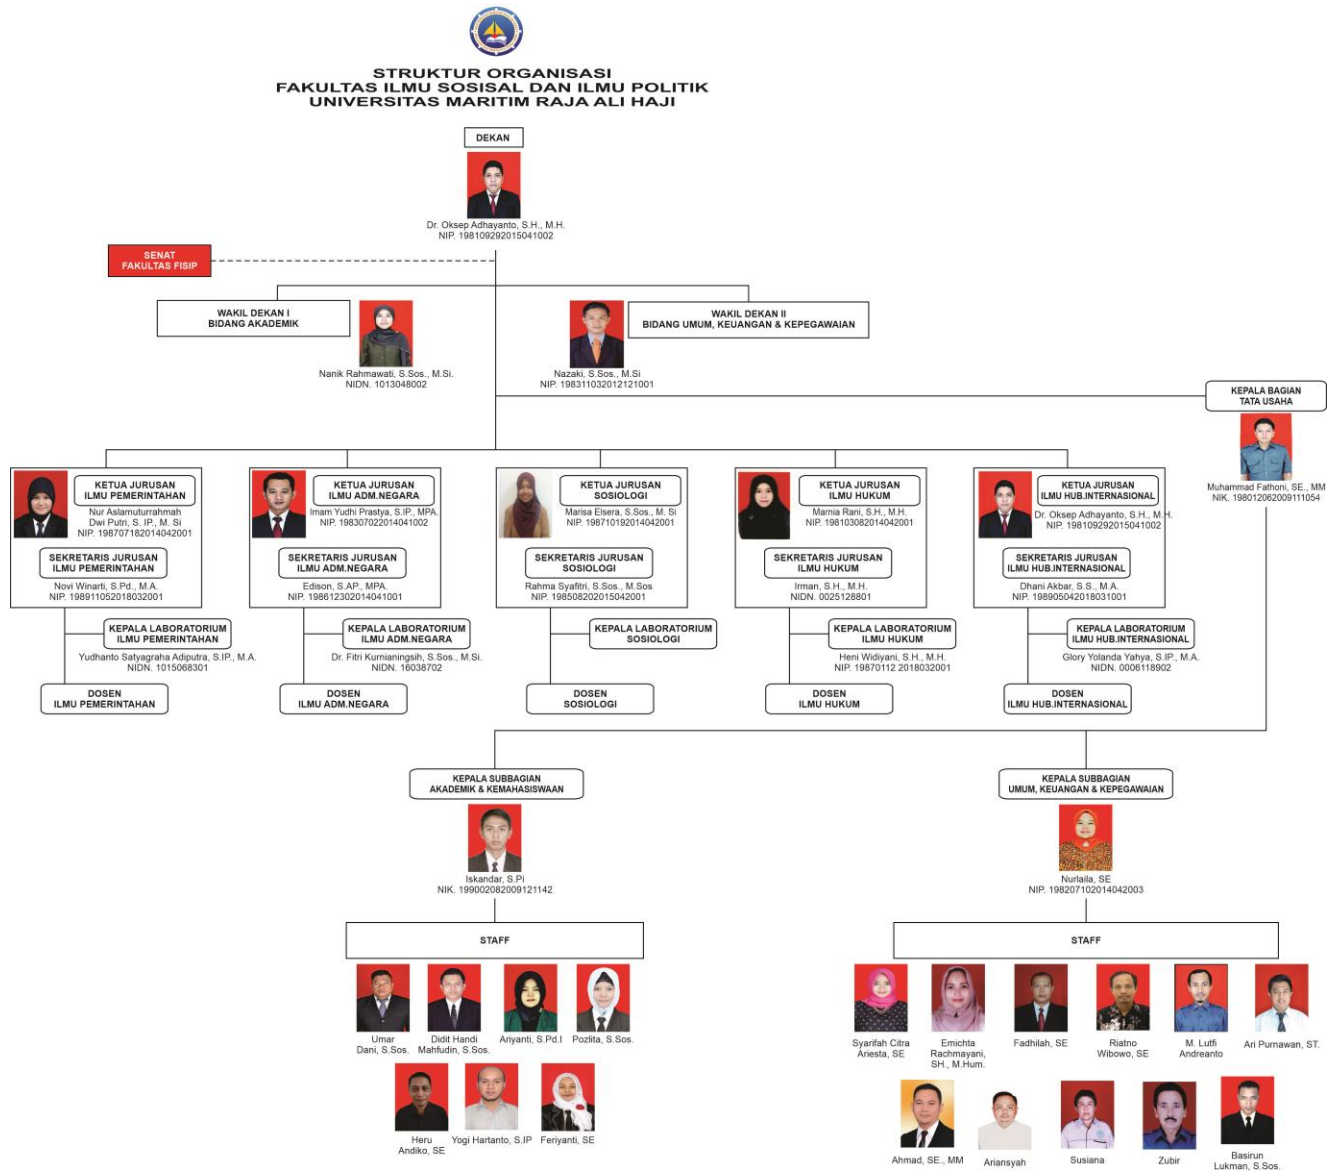 STRUKTUR ORGANISASI
FAKULTAS ILMU SOSISAL DAN ILMU POLITIK
UNIVERSITAS MARITIM RAJA ALI HAJI
DEKAN
Dr. Oksep Adhayanto, S.H., M.H.
NIP. 198109292015041002
SENAT
FAKULTAS FISIP
WAKIL DEKAN I
BIDANG AKADEMIK
Nanik Rahmawati, S.Sos., M.Si.
NIDN. 1013048002
WAKIL DEKAN II
BIDANG UMUM, KEUANGAN & KEPEGAWAIAN
Nazaki, S.Sos., M.Si
NIP. 198311032012121001
KEPALA BAGIAN
TATA USAHA
Muhammad Fathoni, SE., MM
NIK. 198012062009111054
KETUA JURUSAN
ILMU PEMERINTAHAN
Nur Aslamuturrahmah
Dwi Putri, S. IP., M. Si
NIP. 198707182014042001
SEKRETARIS JURUSAN
ILMU PEMERINTAHAN
Novi Winarti, S.Pd., M.A.
NIP. 198911052018032001
KEPALA LABORATORIUM
ILMU PEMERINTAHAN
Yudhanto Satyagraha Adiputra, S.IP., M.A.
NIDN. 1015068301
DOSEN
ILMU PEMERINTAHAN
KETUA JURUSAN
ILMU ADM.NEGARA
Imam Yudhi Prastya, S.IP., MPA.
NIP. 198307022014041002
SEKRETARIS JURUSAN
ILMU ADM.NEGARA
Edison, S.AP., MPA.
NIP. 198612302014041001
KEPALA LABORATORIUM
ILMU ADM.NEGARA
Dr. Fitri Kurnianingsih, S.Sos., M.Si.
NIDN. 16038702
DOSEN
ILMU ADM.NEGARA
KETUA JURUSAN
SOSIOLOGI
Marisa Elsera, S.Sos., M. Si
NIP. 198710192014042001
SEKRETARIS JURUSAN
SOSIOLOGI
Rahma Syafitri, S.Sos., M.Sos
NIP. 198508202015042001
KEPALA LABORATORIUM
SOSIOLOGI
DOSEN
SOSIOLOGI
KETUA JURUSAN
ILMU HUKUM
Marnia Rani, S.H., M.H.
NIP. 198103082014042001
SEKRETARIS JURUSAN
ILMU HUKUM
Irman, S.H., M.H.
NIDN. 0025128801
KEPALA LABORATORIUM
ILMU HUKUM
Heni Widiyani, S.H., M.H.
NIP. 19870112 2018032001
DOSEN
ILMU HUKUM
KETUA JURUSAN
ILMU HUB.INTERNASIONAL
Dr. Oksep Adhayanto, S.H., M.H.
NIP. 198109292015041002
SEKRETARIS JURUSAN
ILMU HUB.INTERNASIONAL
Dhani Akbar, S.S., M.A.
NIP. 198905042018031001
KEPALA LABORATORIUM
ILMU HUB.INTERNASIONAL
Glory Yolanda Yahya, S.IP., M.A.
NIDN. 0006118902
DOSEN
ILMU HUB.INTERNASIONAL
KEPALA SUBBAGIAN
AKADEMIK & KEMAHASISWAAN
Iskandar, S.Pi
NIK. 199002082009121142
STAFF
Umar
Dani, S.Sos.
Didit Handi
Mahfudin, S.Sos.
Ariyanti, S.Pd.I
Pozlita, S.Sos.
Heru
Andiko, SE
Yogi Hartanto, S.IP
Feriyanti, SE
KEPALA SUBBAGIAN
UMUM, KEUANGAN & KEPEGAWAIAN
Nurlaila, SE
NIP. 198207102014042003
STAFF
Syarifah Citra
Ariesta, SE
Emichta
Rachmayani,
SH., M.Hum.
Fadhilah, SE
Riatno
Wibowo, SE
M. Lutfi
Andreanto
Ari Purnawan, ST.
Ahmad, SE., MM
Ariansyah
Susiana
Zubir
Basirun
Lukman, S.Sos.